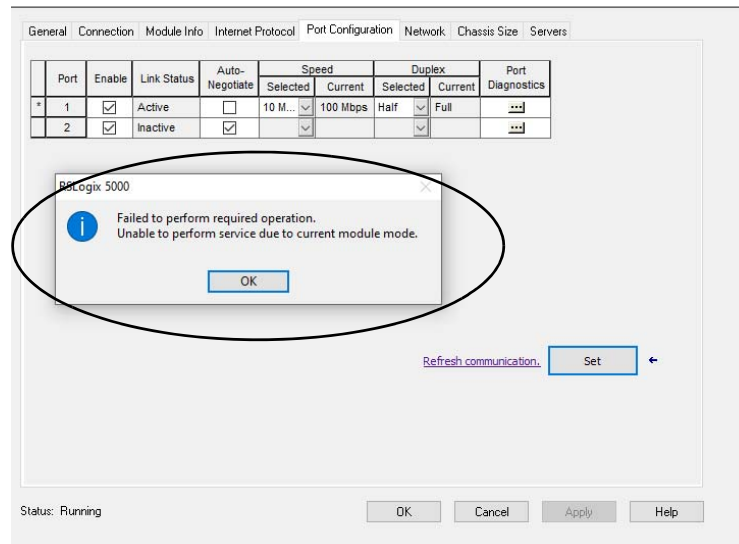 General Connection Module Info Internet Protocol Port Configuration Network Chassis Size Servers
Port Enable Link Status Auto-Negotiate Speed Duplex Port Diagnostics
Selected Current Selected Current
* 1 Active 10 M... 100 Mbps Half Full ...
2 Inactive ...
RSLogix 5000
Failed to perform required operation.
Unable to perform service due to current module mode.
OK
Refresh communication. Set
Status: Running OK Cancel Apply Help